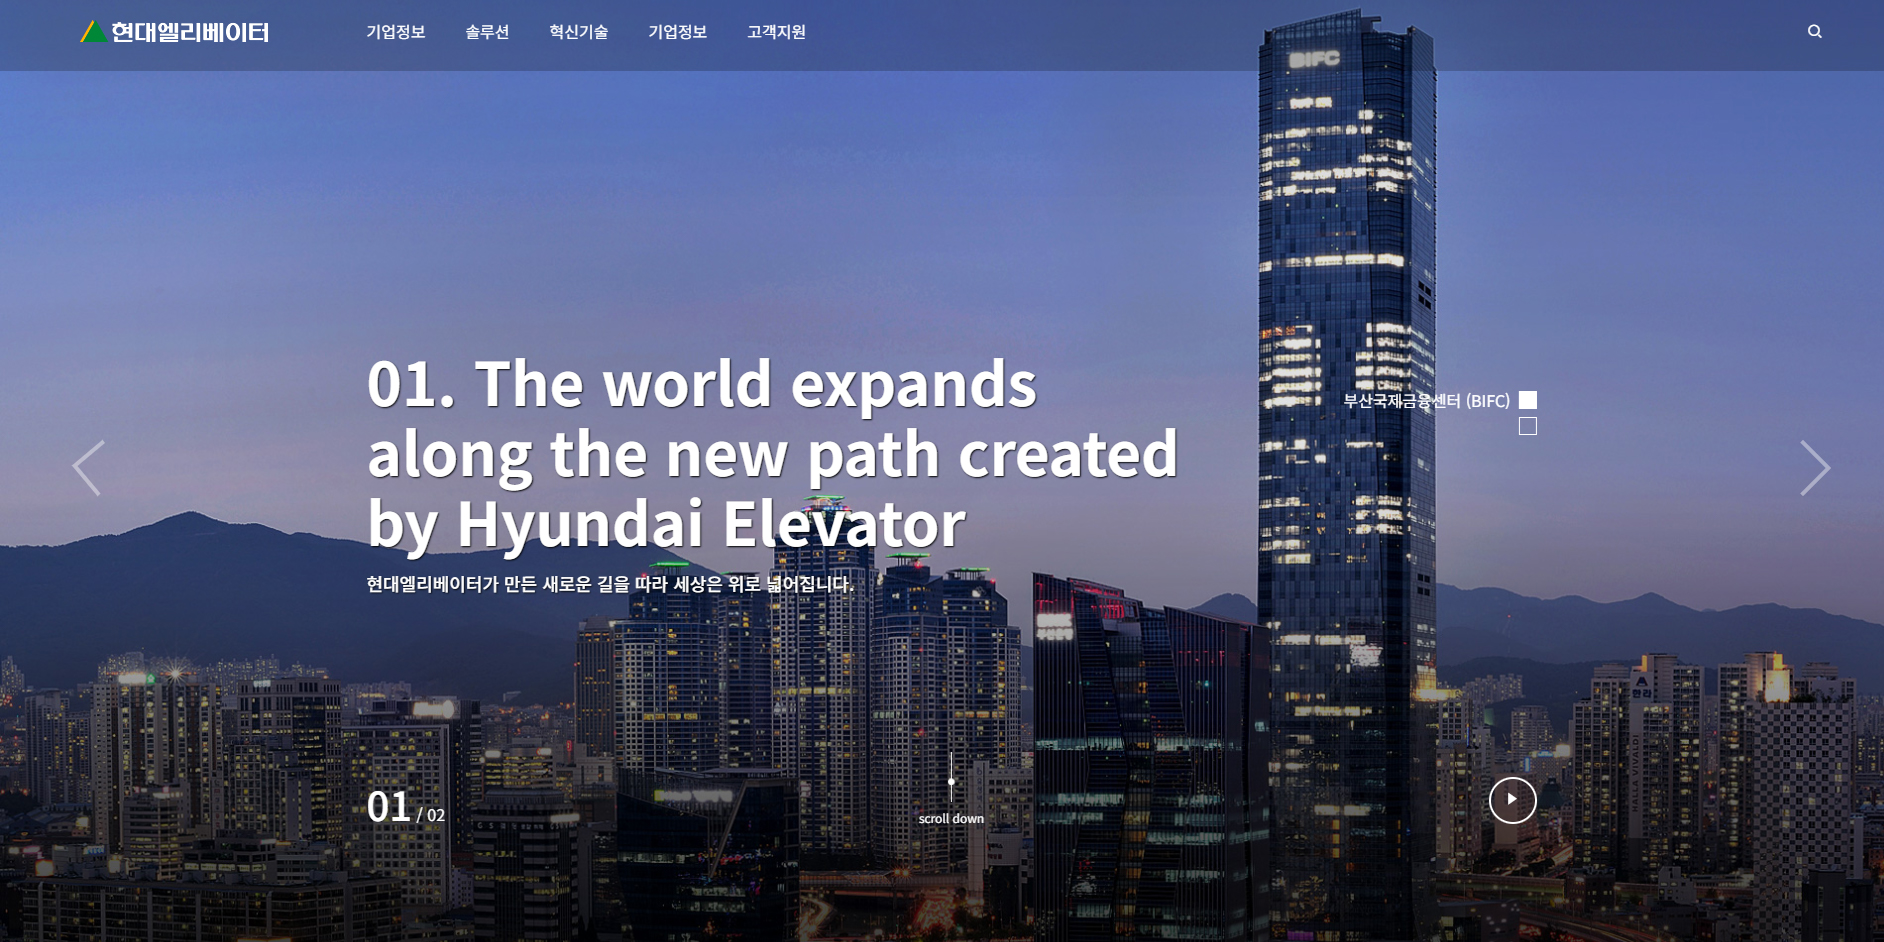 현대엘리베이터
기업정보 솔루션 혁신기술 기업정보 고객지원
BIFC
01. The world expands
along the new path created
by Hyundai Elevator
현대엘리베이터가 만든 새로운 길을 따라 세상은 위로 넓어집니다.
부산국제금융센터 (BIFC)
한라
HALLA VIVALDI
01 / 02
scroll down